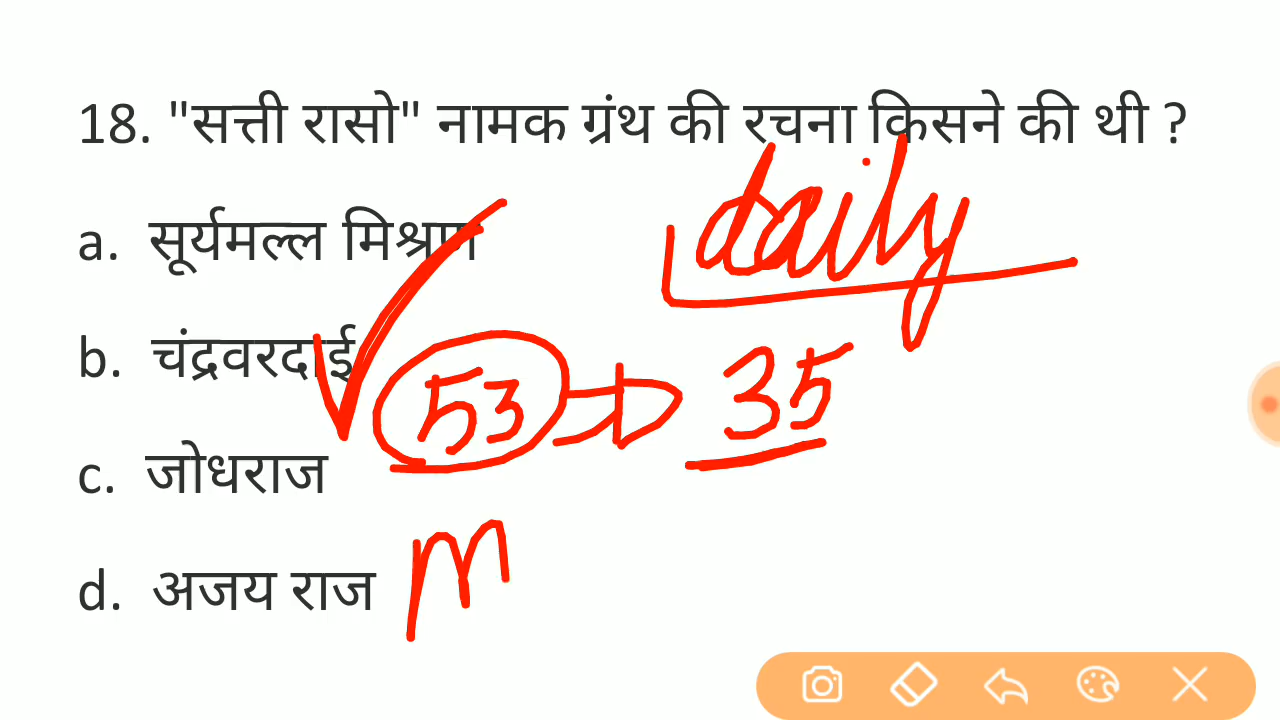 18. "सत्ती रासो" नामक ग्रंथ की रचना किसने की थी ?
daily
a. सूर्यमल्ल मिश्रण
b. चंद्रवरदाई
53 35
c. जोधराज
d. अजय राज
m